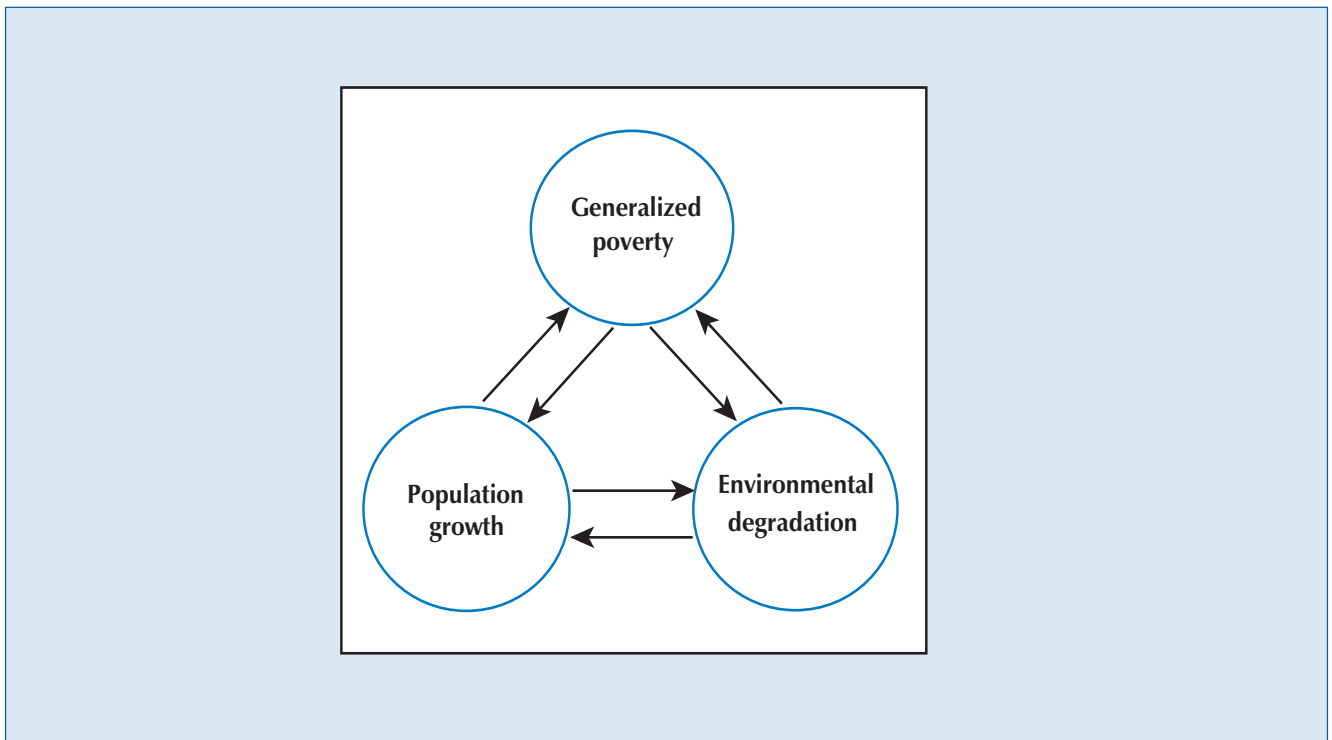 Generalized
poverty
Population
growth
Environmental
degradation